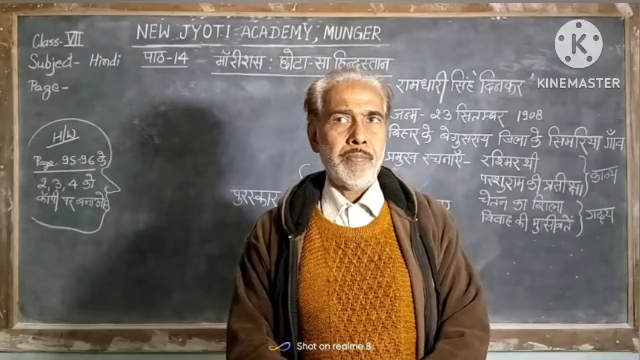 NEW JYOTI ACADEMY, MUNGER
Class- VII
Subject- Hindi
Page-
पाठ-14 मॉरीशस : छोटा-सा हिन्दुस्तान
रामधारी सिंह दिनकर
जन्म- 23 सितम्बर 1908
बिहार के बेगुसराय जिला के सिमरिया गाँव
प्रमुख रचनाएँ- रश्मिरथी
परशुराम की प्रतीक्षा
काव्य
चेतन का शिला
विवाह की मुसीबतें
गद्य
पुरस्कार
H/W
Page 95-96 के
2, 3, 4 को
कॉपी पर बनाओ
KINEMASTER
Shot on realme 8